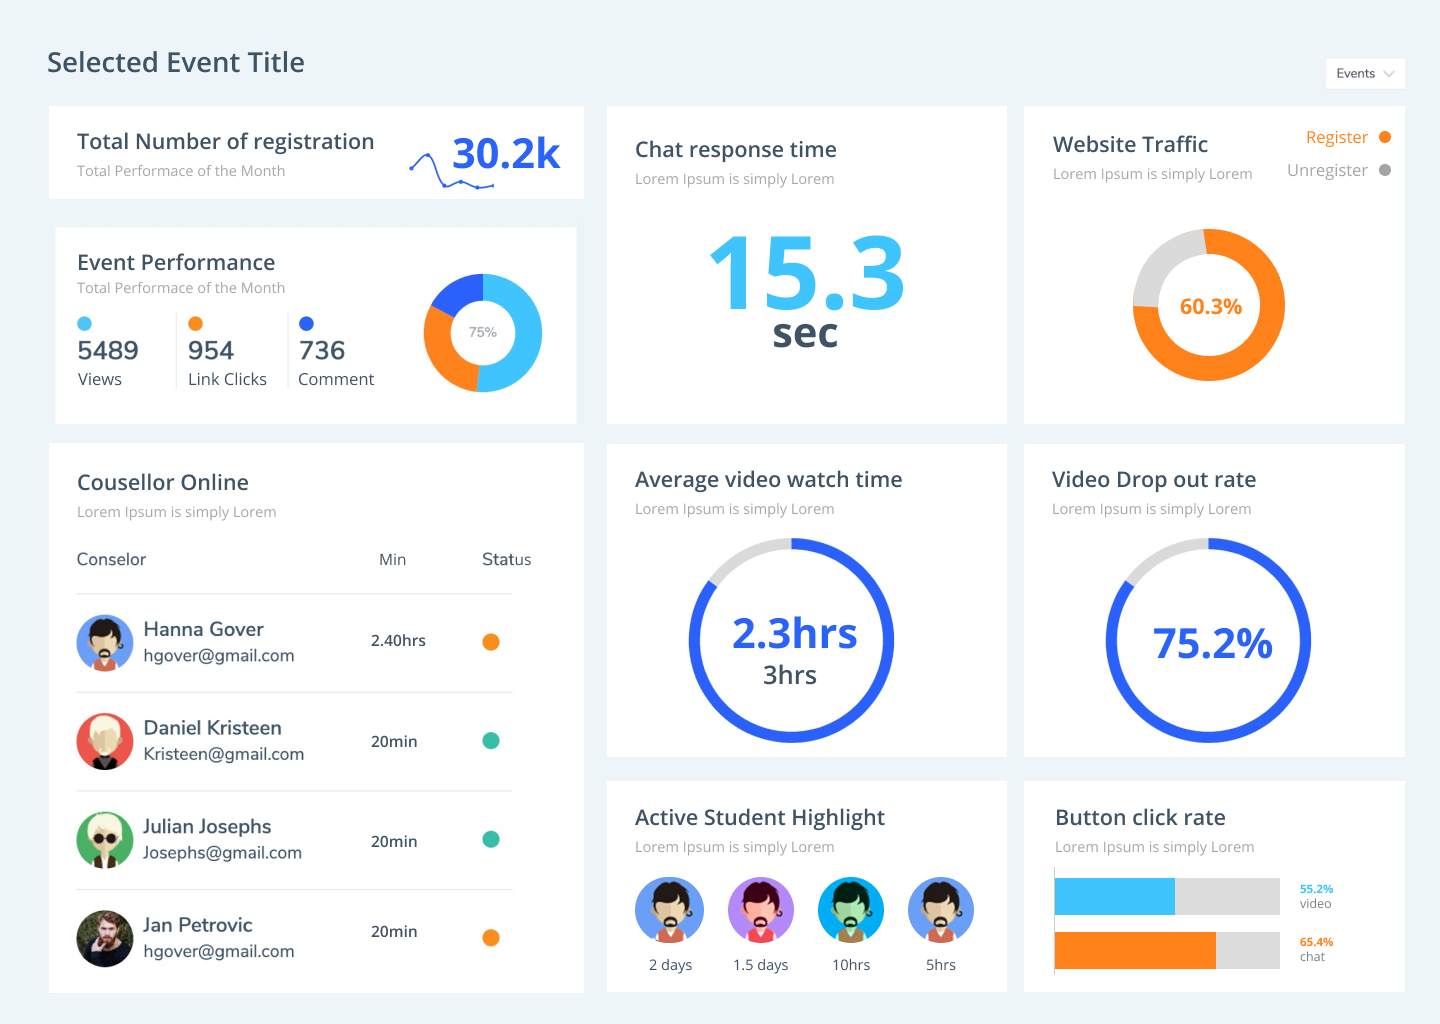 Selected Event Title
Events
Total Number of registration
Total Performace of the Month
30.2k
Event Performance
Total Performace of the Month
5489
Views
954
Link Clicks
736
Comment
75%
Chat response time
Lorem Ipsum is simply Lorem
15.3
sec
Website Traffic
Lorem Ipsum is simply Lorem
Register
Unregister
60.3%
Cousellor Online
Lorem Ipsum is simply Lorem
Conselor Min Status
Hanna Gover
hgover@gmail.com
2.40hrs
Daniel Kristeen
Kristeen@gmail.com
20min
Julian Josephs
Josephs@gmail.com
20min
Jan Petrovic
hgover@gmail.com
20min
Average video watch time
Lorem Ipsum is simply Lorem
2.3hrs
3hrs
Video Drop out rate
Lorem Ipsum is simply Lorem
75.2%
Active Student Highlight
Lorem Ipsum is simply Lorem
2 days 1.5 days 10hrs 5hrs
Button click rate
Lorem Ipsum is simply Lorem
55.2%
video
65.4%
chat